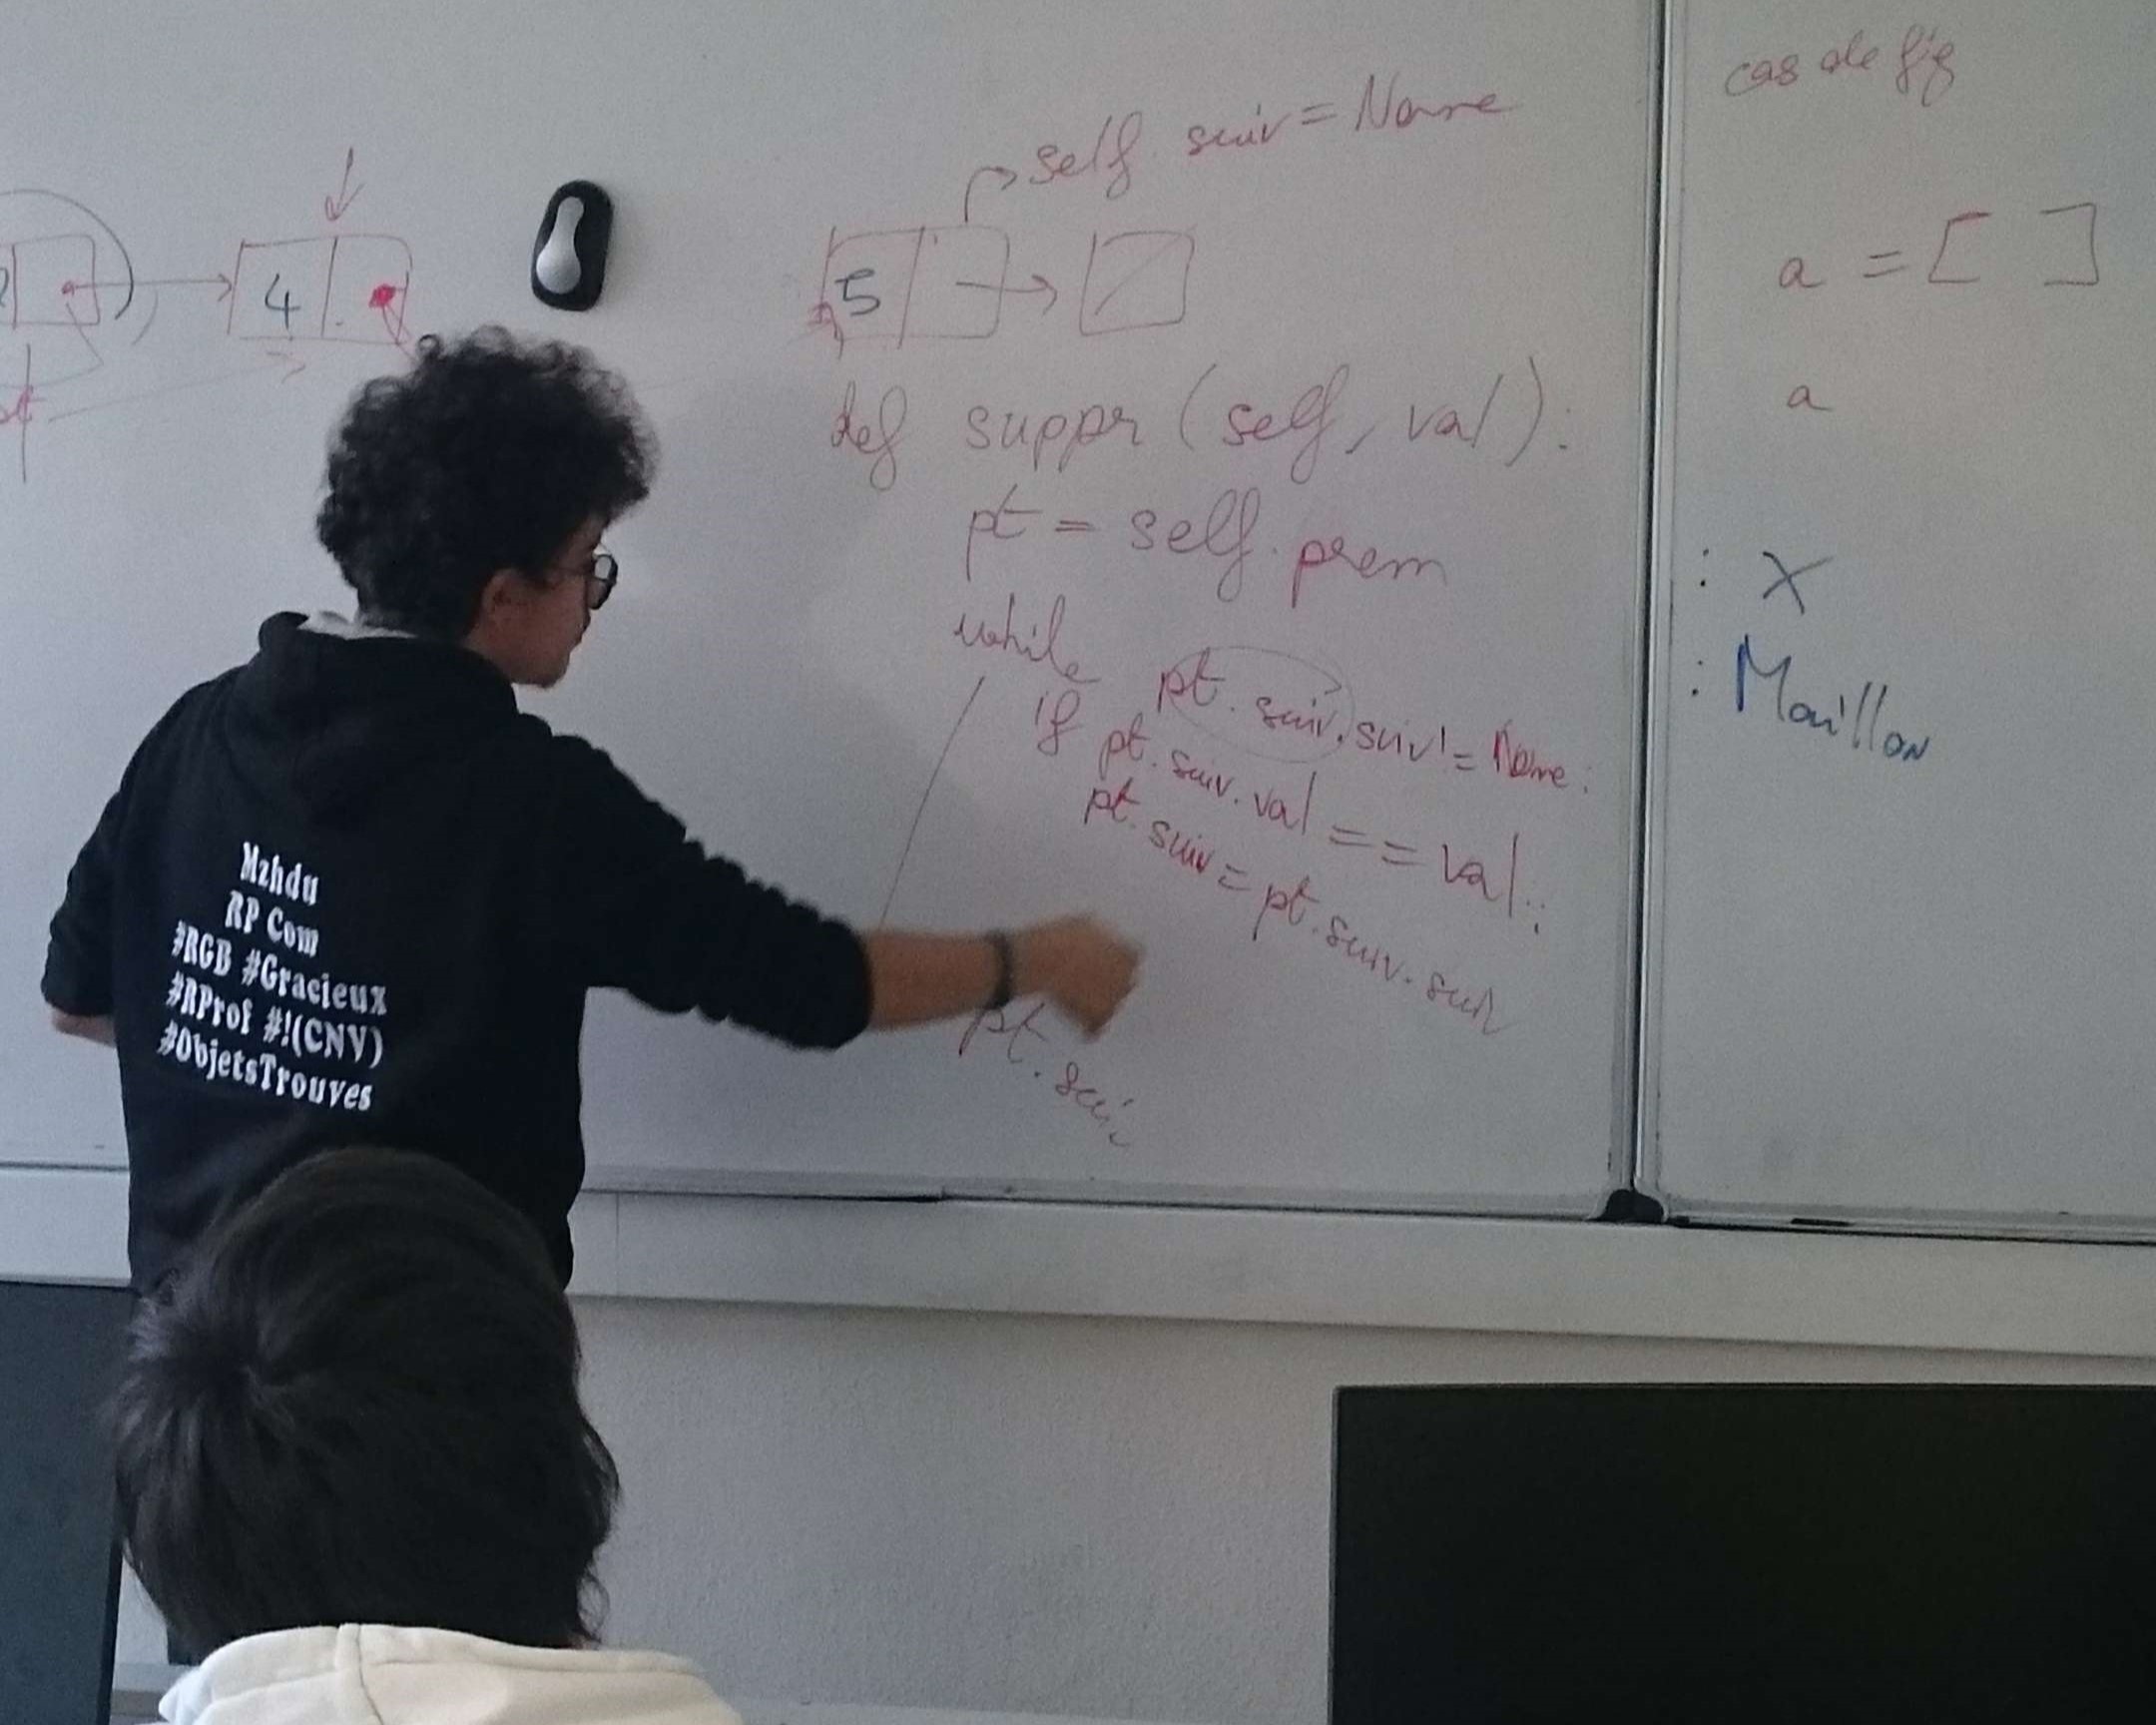 self.suiv = None
4
5
def suppr (self, val):
pt = self.prem
while pt.suiv.suiv != None:
if pt.suiv.val == val:
pt.suiv = pt.suiv.suiv
pt.suiv
cas de fig
a = [ ]
a
: X
: Maillon
Mzhdu
RP Com
#RGB #Gracieux
#RProf #!(CNV)
#ObjetsTrouves